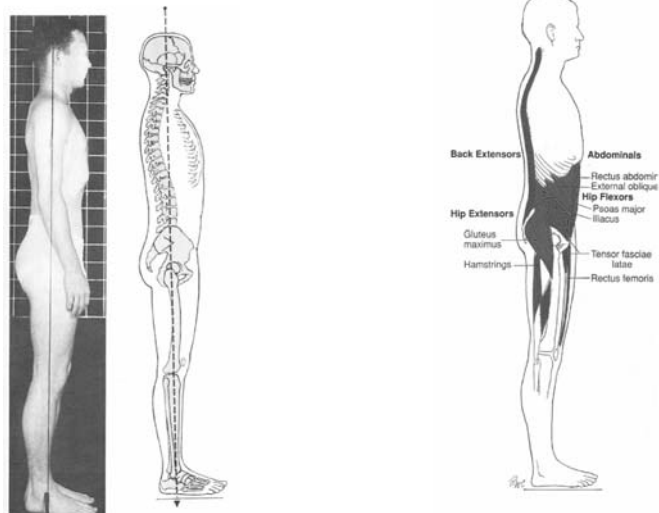 Back Extensors
Abdominals
Rectus abdomir
External oblique
Hip Flexors
Psoas major
Iliacus
Hip Extensors
Gluteus
maximus
Hamstrings
Tensor fasciae
latae
Rectus femoris